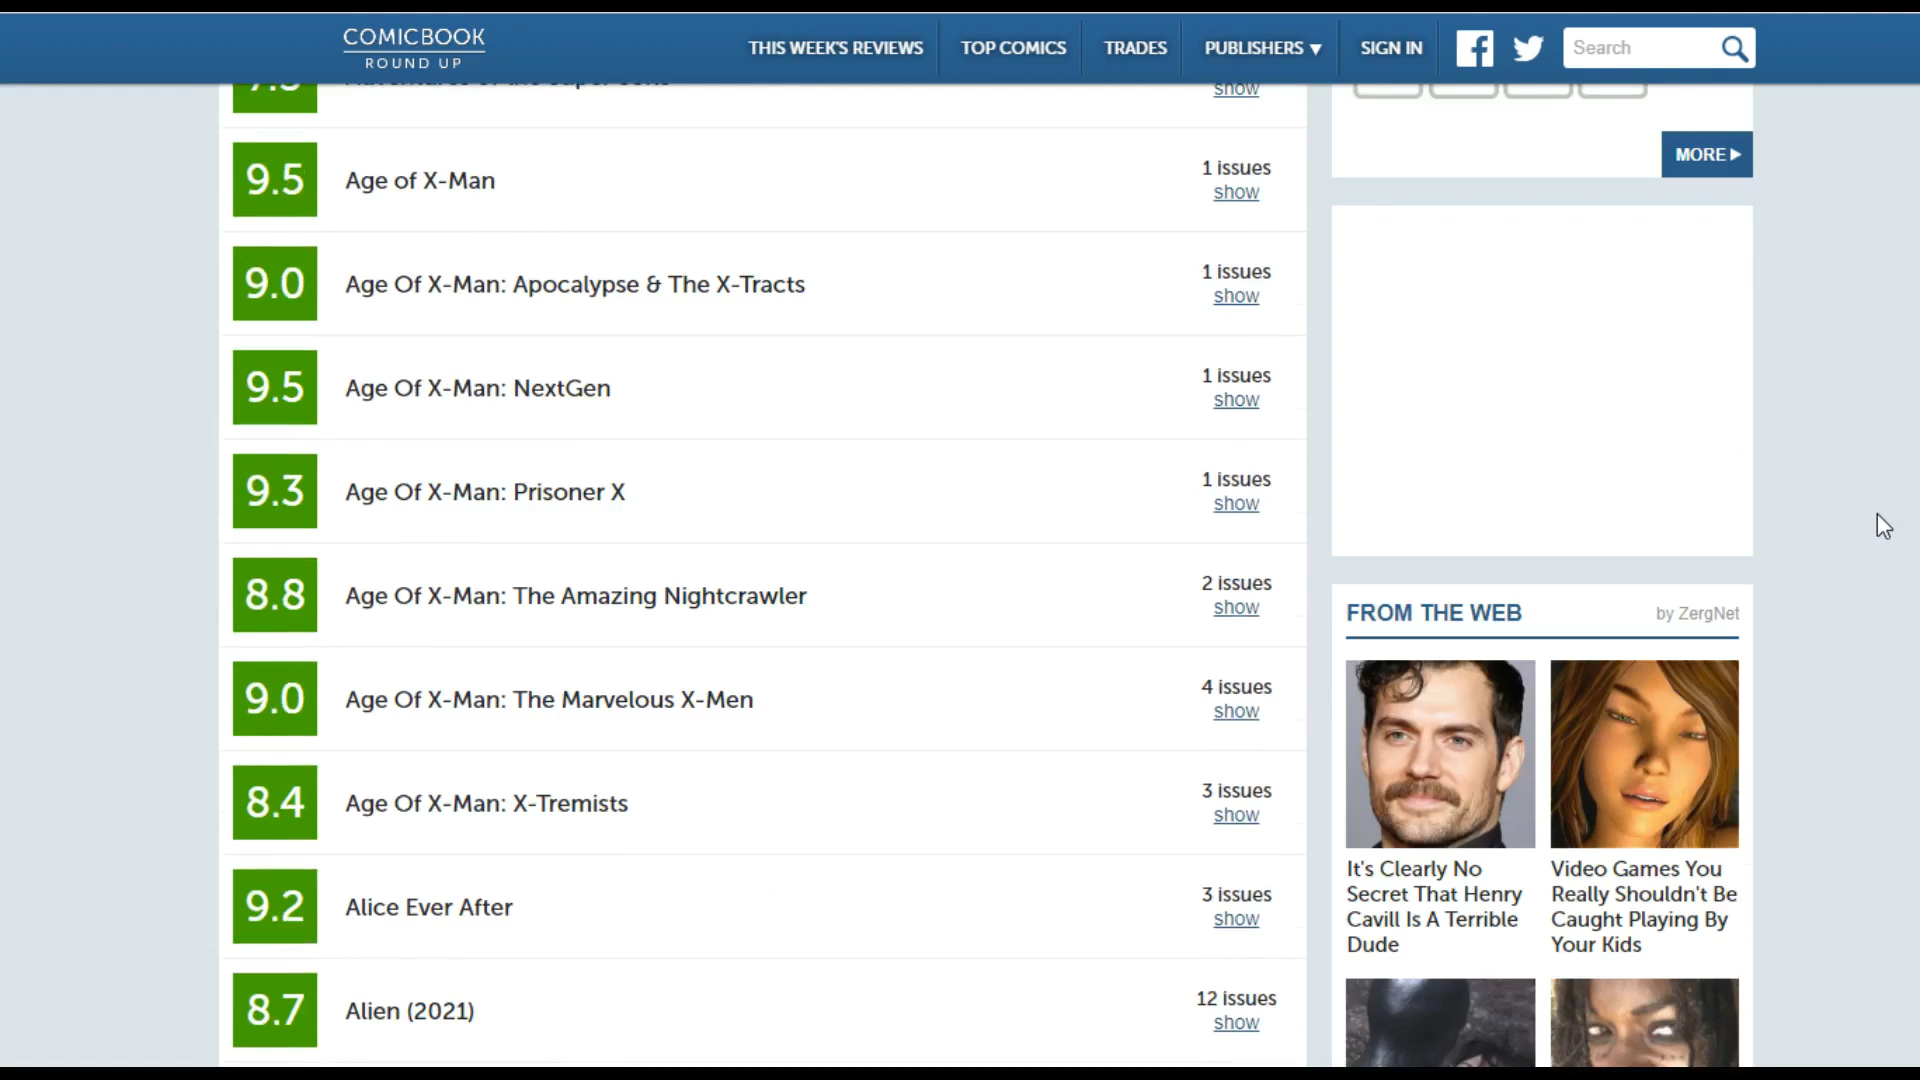 COMICBOOK
ROUND UP
THIS WEEK'S REVIEWS
TOP COMICS
TRADES
PUBLISHERS ▼
SIGN IN
Search
show
MORE ▶
9.5
Age of X-Man
1 issues
show
9.0
Age Of X-Man: Apocalypse & The X-Tracts
1 issues
show
9.5
Age Of X-Man: NextGen
1 issues
show
9.3
Age Of X-Man: Prisoner X
1 issues
show
8.8
Age Of X-Man: The Amazing Nightcrawler
2 issues
show
9.0
Age Of X-Man: The Marvelous X-Men
4 issues
show
8.4
Age Of X-Man: X-Tremists
3 issues
show
9.2
Alice Ever After
3 issues
show
8.7
Alien (2021)
12 issues
show
FROM THE WEB
by ZergNet
It's Clearly No
Secret That Henry
Cavill Is A Terrible
Dude
Video Games You
Really Shouldn't Be
Caught Playing By
Your Kids